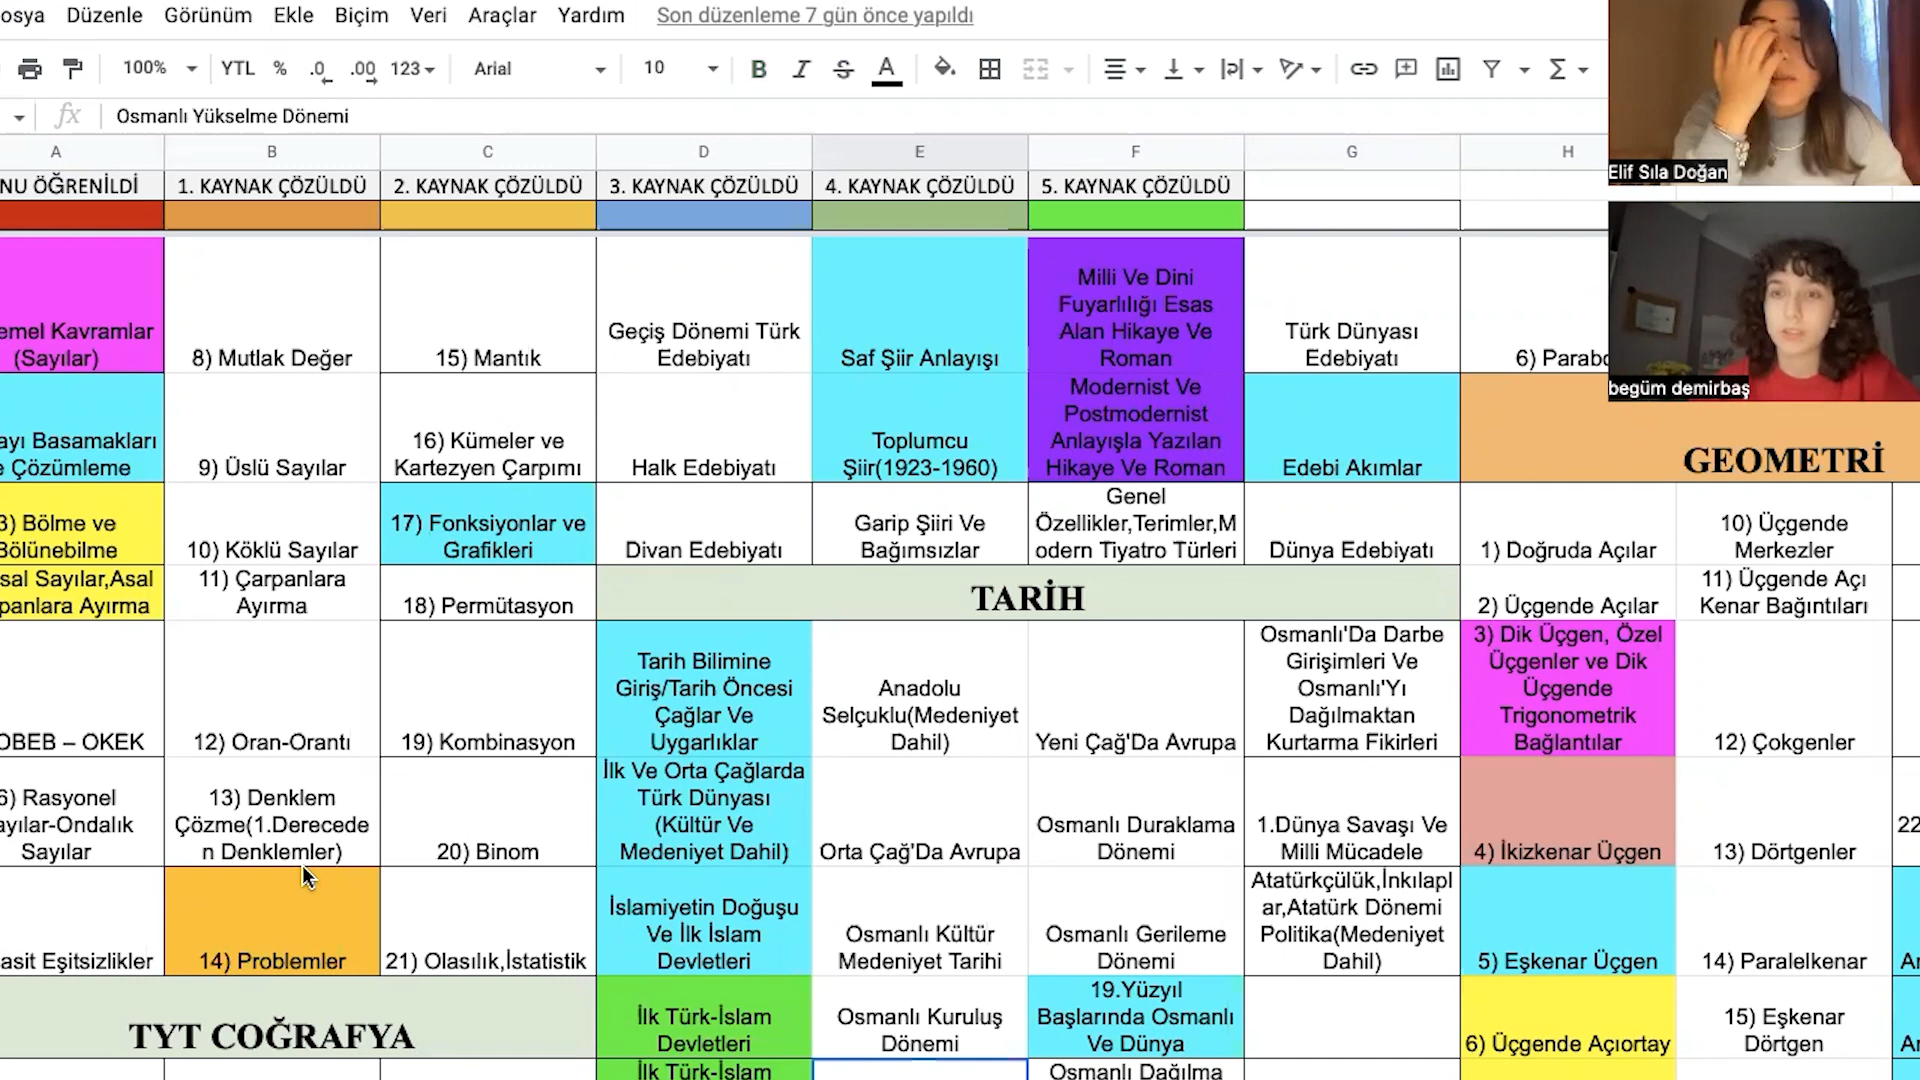 osya Düzenle Görünüm Ekle Biçim Veri Araçlar Yardım Son düzenleme 7 gün önce yapıldı
100% YTL % .0 .00 123 Arial 10 B I S A
fx Osmanlı Yükselme Dönemi
A B C D E F G H
NU ÖĞRENİLDİ 1. KAYNAK ÇÖZÜLDÜ 2. KAYNAK ÇÖZÜLDÜ 3. KAYNAK ÇÖZÜLDÜ 4. KAYNAK ÇÖZÜLDÜ 5. KAYNAK ÇÖZÜLDÜ
Elif Sıla Doğan
begüm demirbaş
emel Kavramlar
(Sayılar)
8) Mutlak Değer
15) Mantık
Geçiş Dönemi Türk
Edebiyatı
Saf Şiir Anlayışı
Milli Ve Dini
Fuyarlılığı Esas
Alan Hikaye Ve
Roman
Türk Dünyası
Edebiyatı
6) Parabo
ayı Basamakları
e Çözümleme
9) Üslü Sayılar
16) Kümeler ve
Kartezyen Çarpımı
Halk Edebiyatı
Toplumcu
Şiir(1923-1960)
Modernist Ve
Postmodernist
Anlayışla Yazılan
Hikaye Ve Roman
Edebi Akımlar
GEOMETRİ
3) Bölme ve
Bölünebilme
10) Köklü Sayılar
17) Fonksiyonlar ve
Grafikleri
Divan Edebiyatı
Garip Şiiri Ve
Bağımsızlar
Genel
Özellikler,Terimler,M
odern Tiyatro Türleri
Dünya Edebiyatı
1) Doğruda Açılar
10) Üçgende
Merkezler
sal Sayılar,Asal
panlara Ayırma
11) Çarpanlara
Ayırma
18) Permütasyon
TARİH
2) Üçgende Açılar
11) Üçgende Açı
Kenar Bağıntıları
OBEB – OKEK
12) Oran-Orantı
19) Kombinasyon
Tarih Bilimine
Giriş/Tarih Öncesi
Çağlar Ve
Uygarlıklar
Anadolu
Selçuklu(Medeniyet
Dahil)
Yeni Çağ'Da Avrupa
Osmanlı'Da Darbe
Girişimleri Ve
Osmanlı'Yı
Dağılmaktan
Kurtarma Fikirleri
3) Dik Üçgen, Özel
Üçgenler ve Dik
Üçgende
Trigonometrik
Bağlantılar
12) Çokgenler
6) Rasyonel
ayılar-Ondalık
Sayılar
13) Denklem
Çözme(1.Derecede
n Denklemler)
20) Binom
İlk Ve Orta Çağlarda
Türk Dünyası
(Kültür Ve
Medeniyet Dahil)
Orta Çağ'Da Avrupa
Osmanlı Duraklama
Dönemi
1.Dünya Savaşı Ve
Milli Mücadele
4) İkizkenar Üçgen
13) Dörtgenler
22
asit Eşitsizlikler
14) Problemler
21) Olasılık,İstatistik
İslamiyetin Doğuşu
Ve İlk İslam
Devletleri
Osmanlı Kültür
Medeniyet Tarihi
Osmanlı Gerileme
Dönemi
Atatürkçülük,İnkılapl
ar,Atatürk Dönemi
Politika(Medeniyet
Dahil)
5) Eşkenar Üçgen
14) Paralelkenar
TYT COĞRAFYA
İlk Türk-İslam
Devletleri
Osmanlı Kuruluş
Dönemi
19.Yüzyıl
Başlarında Osmanlı
Ve Dünya
6) Üçgende Açıortay
15) Eşkenar
Dörtgen
İlk Türk-İslam
Osmanlı Dağılma